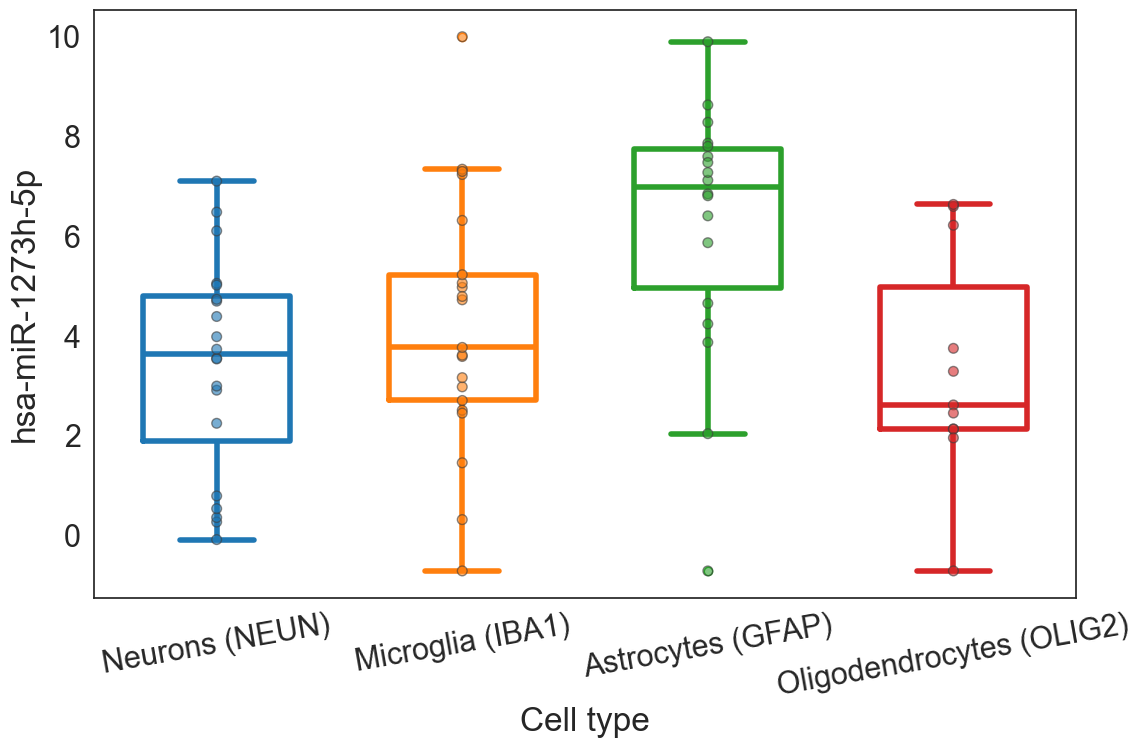 hsa-miR-1273h-5p
10
8
6
4
2
0
Neurons (NEUN)
Microglia (IBA1)
Astrocytes (GFAP)
Oligodendrocytes (OLIG2)
Cell type